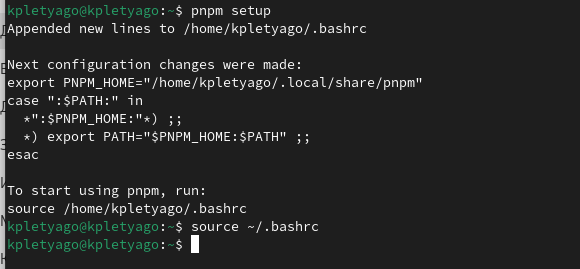 kpletyago@kpletyago:~$ pnpm setup
Appended new lines to /home/kpletyago/.bashrc

Next configuration changes were made:
export PNPM_HOME="/home/kpletyago/.local/share/pnpm"
case ":$PATH:" in
  *":$PNPM_HOME:"*) ;;
  *) export PATH="$PNPM_HOME:$PATH" ;;
esac

To start using pnpm, run:
source /home/kpletyago/.bashrc
kpletyago@kpletyago:~$ source ~/.bashrc
kpletyago@kpletyago:~$